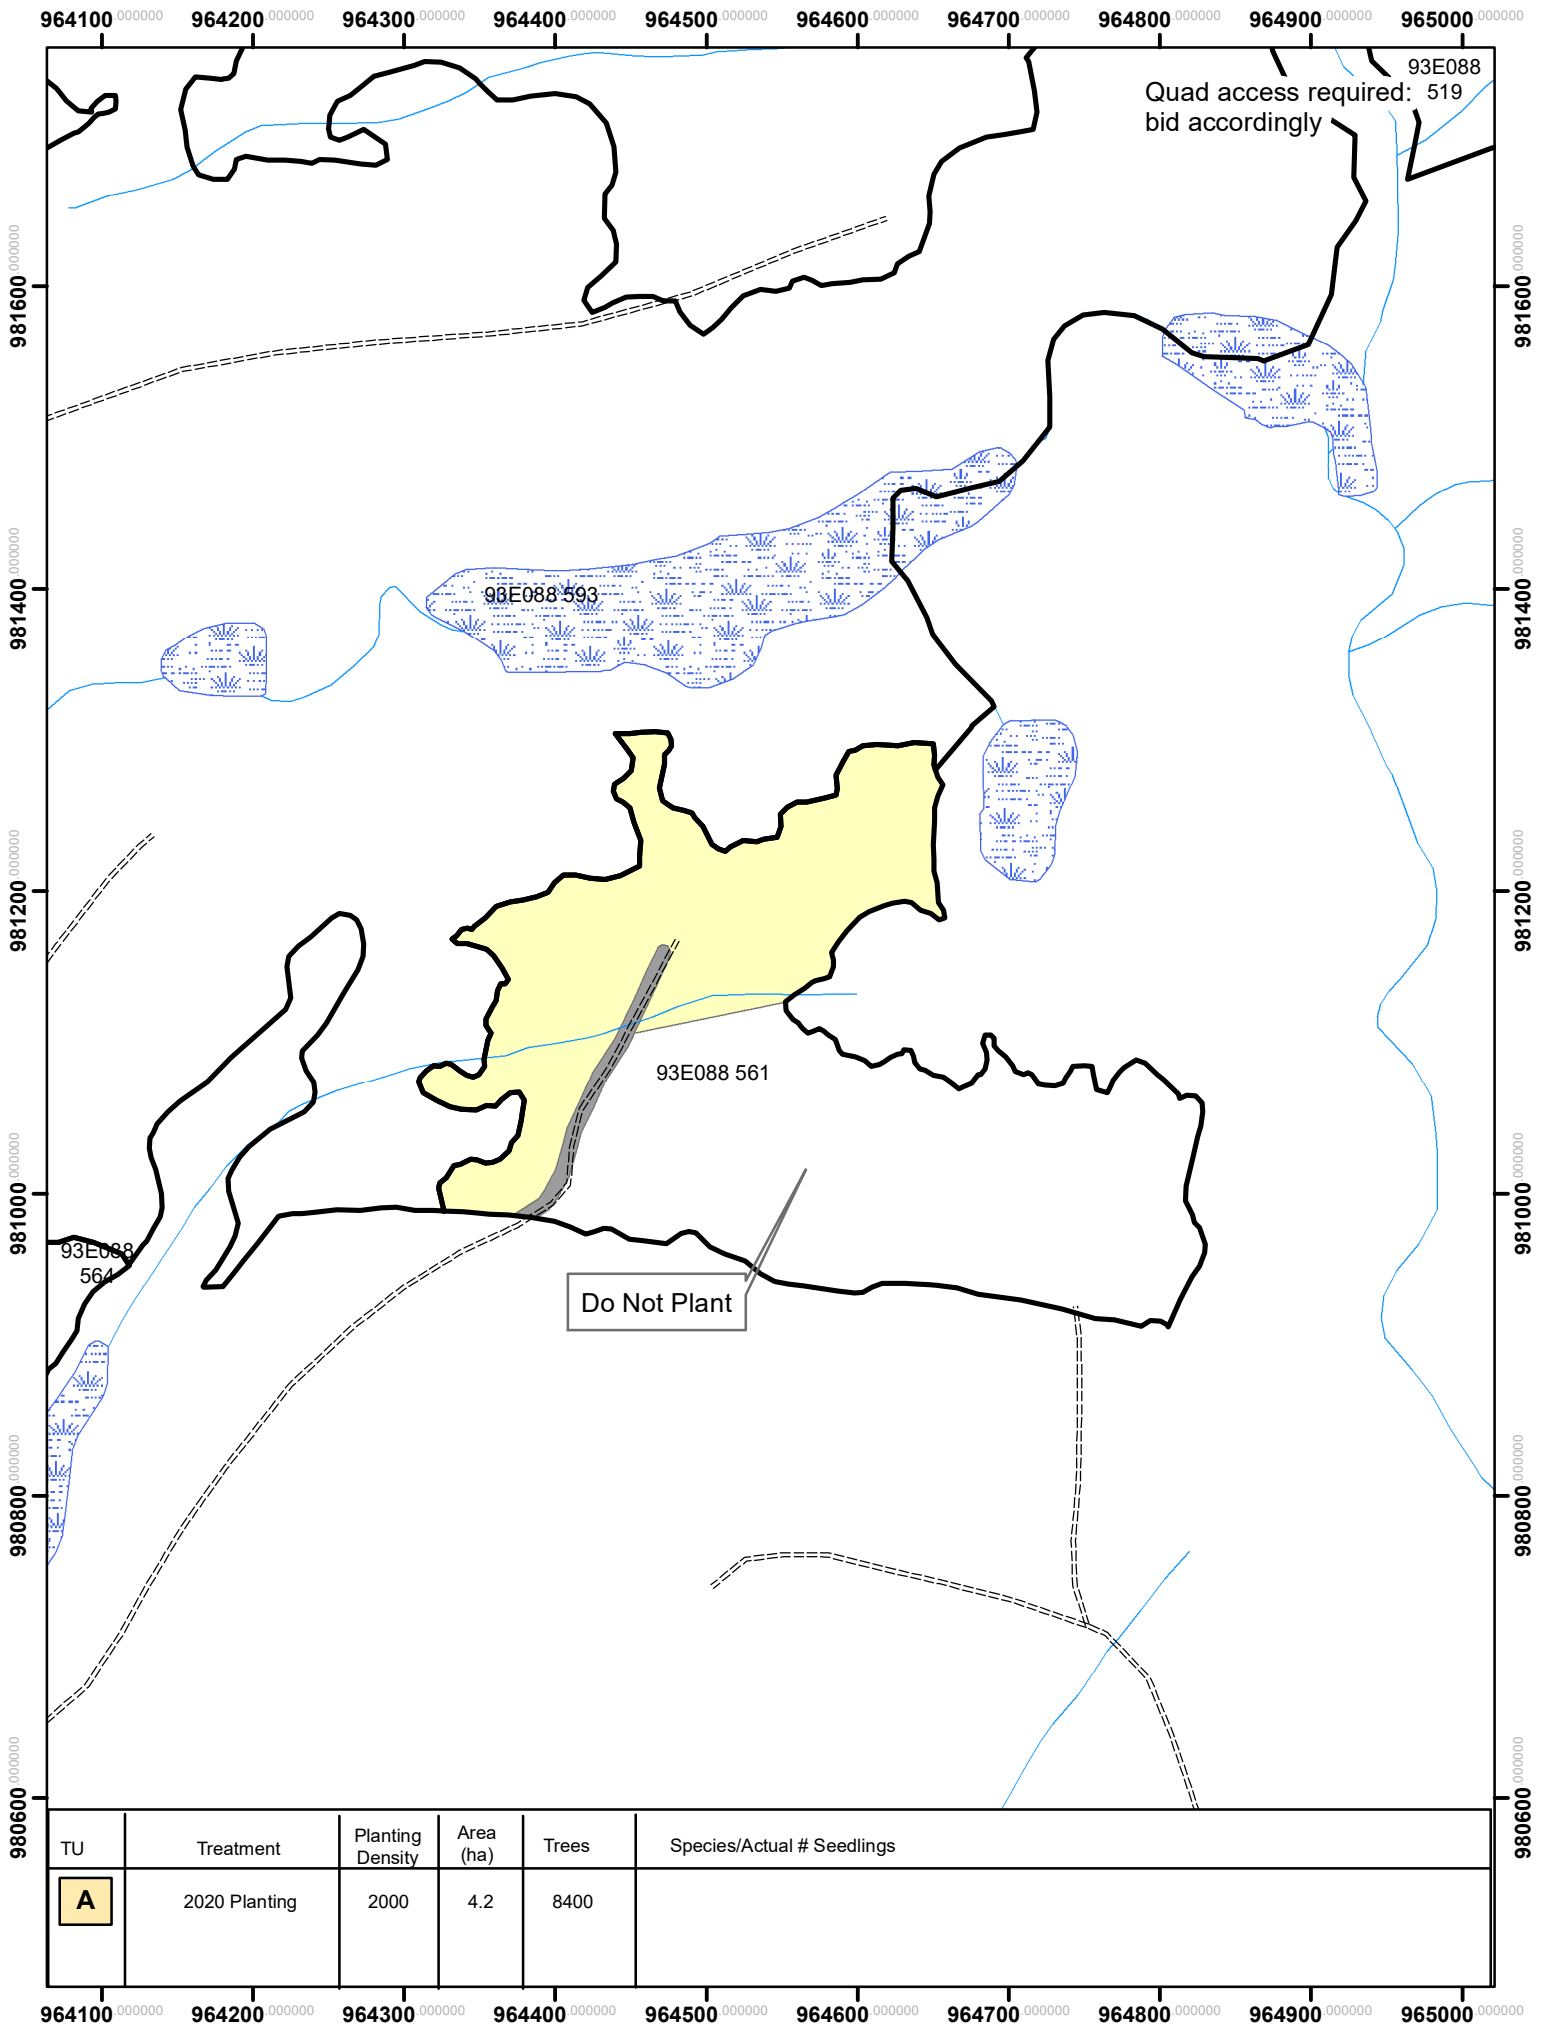 964100.000000 964200.000000 964300.000000 964400.000000 964500.000000 964600.000000 964700.000000 964800.000000 964900.000000 965000.000000
93E088
519
Quad access required:
bid accordingly
981600.000000 981600.000000
981400.000000 981400.000000
93E088 593
981200.000000 981200.000000
93E088 561
981000.000000 981000.000000
93E088
564
Do Not Plant
980800.000000 980800.000000
980600.000000 980600.000000
TU Treatment Planting Density Area (ha) Trees Species/Actual # Seedlings
A 2020 Planting 2000 4.2 8400
964100.000000 964200.000000 964300.000000 964400.000000 964500.000000 964600.000000 964700.000000 964800.000000 964900.000000 965000.000000